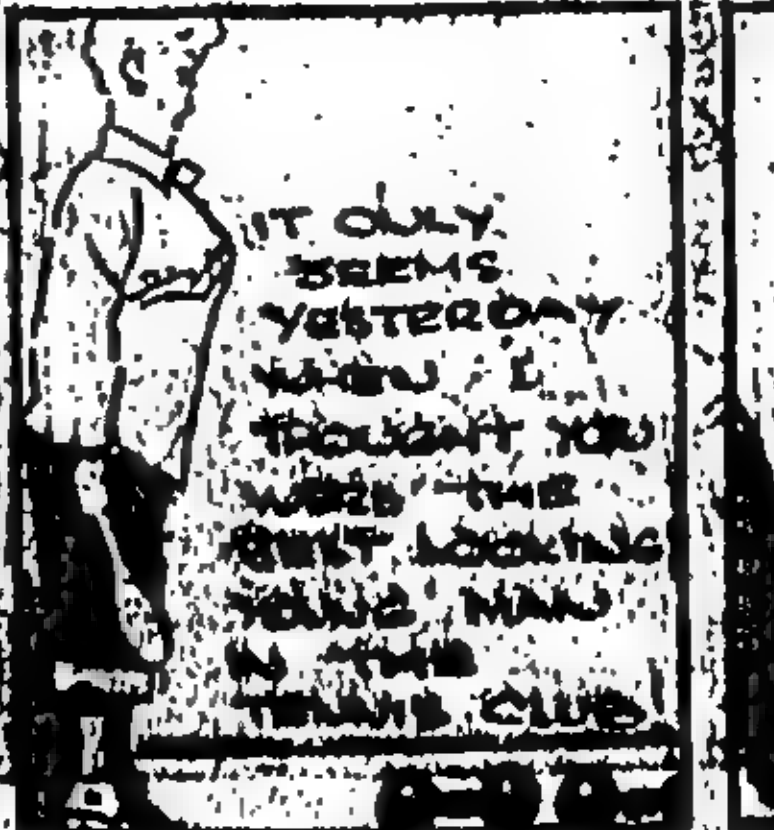 IT ONLY
SEEMS
YESTERDAY
WHEN I
THOUGHT YOU
WERE THE
BEST LOOKING
YOUNG MAN
IN THE
TENNIS CLUB